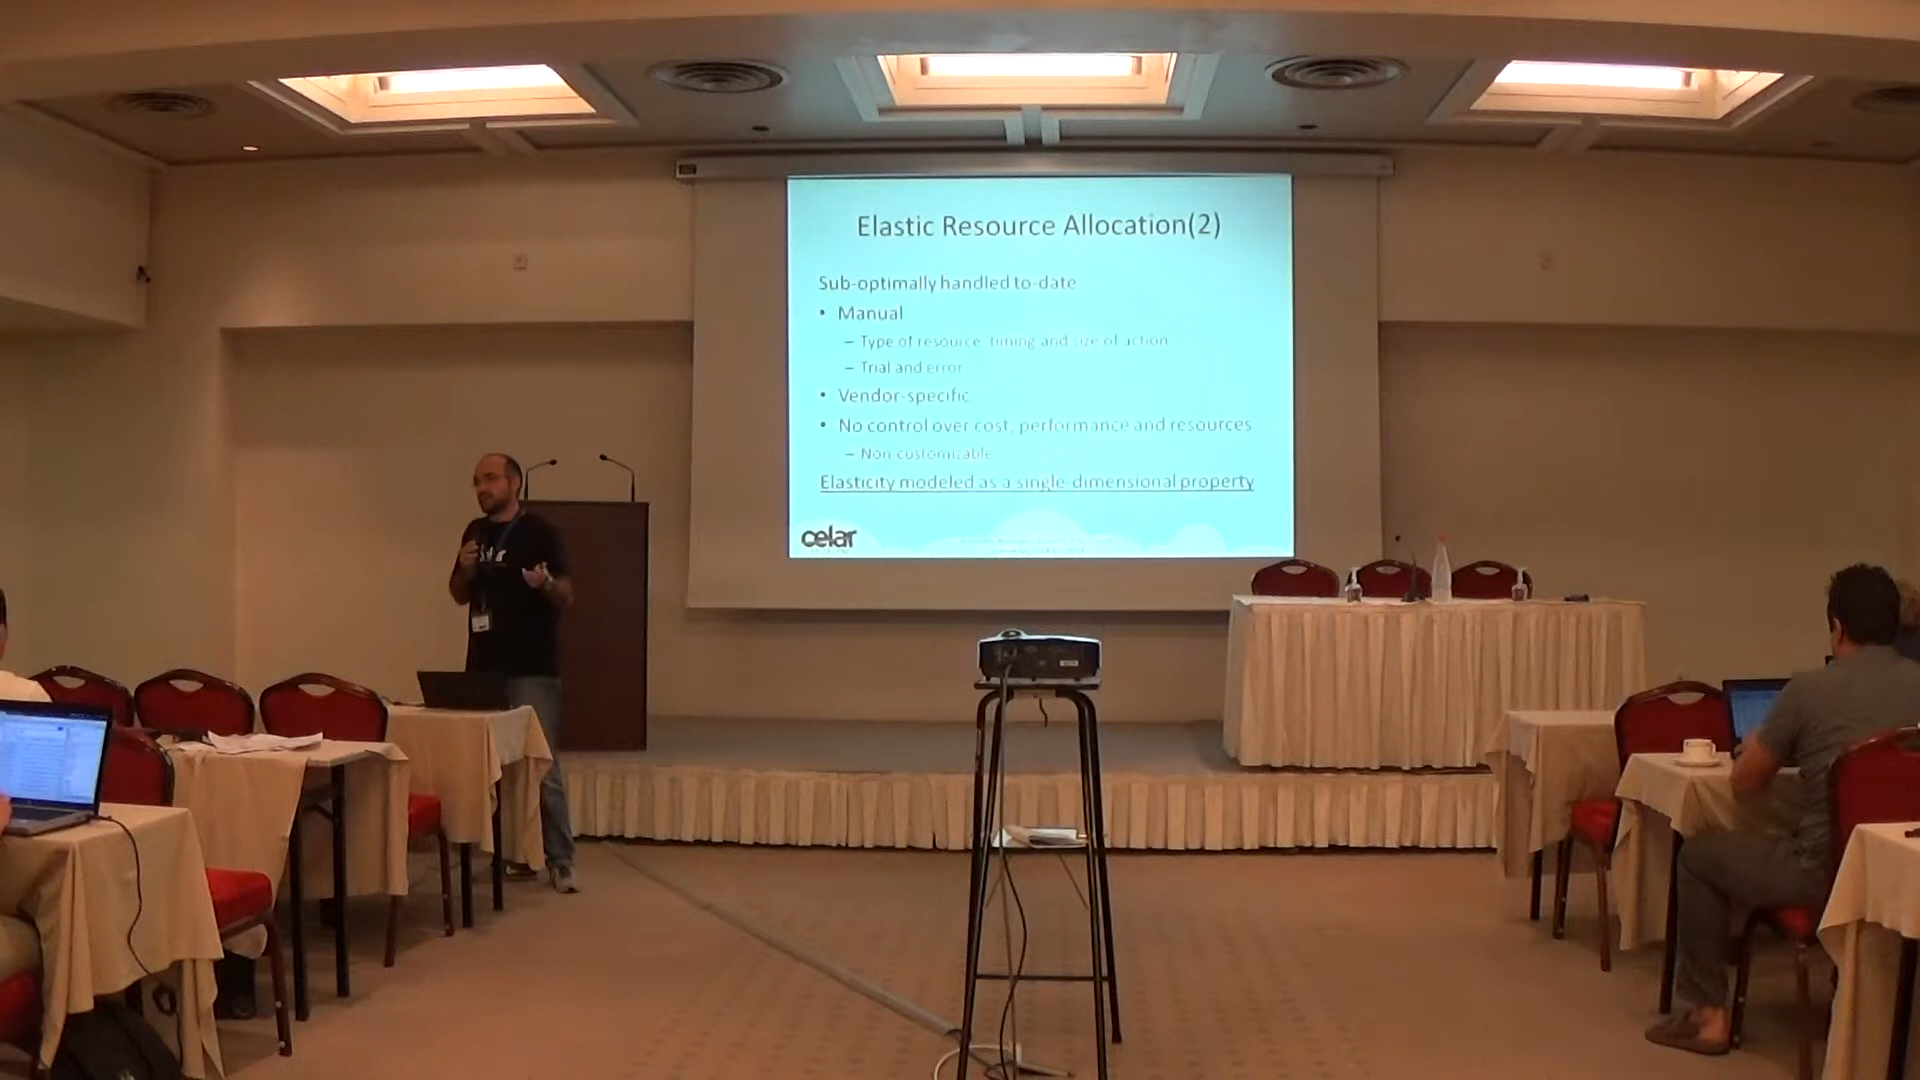 Elastic Resource Allocation(2)
Sub-optimally handled to-date
• Manual
– Type of resource, timing and size of action
– Trial and error
• Vendor-specific
• No control over cost, performance and resources
– Non customizable
Elasticity modeled as a single-dimensional property
celar